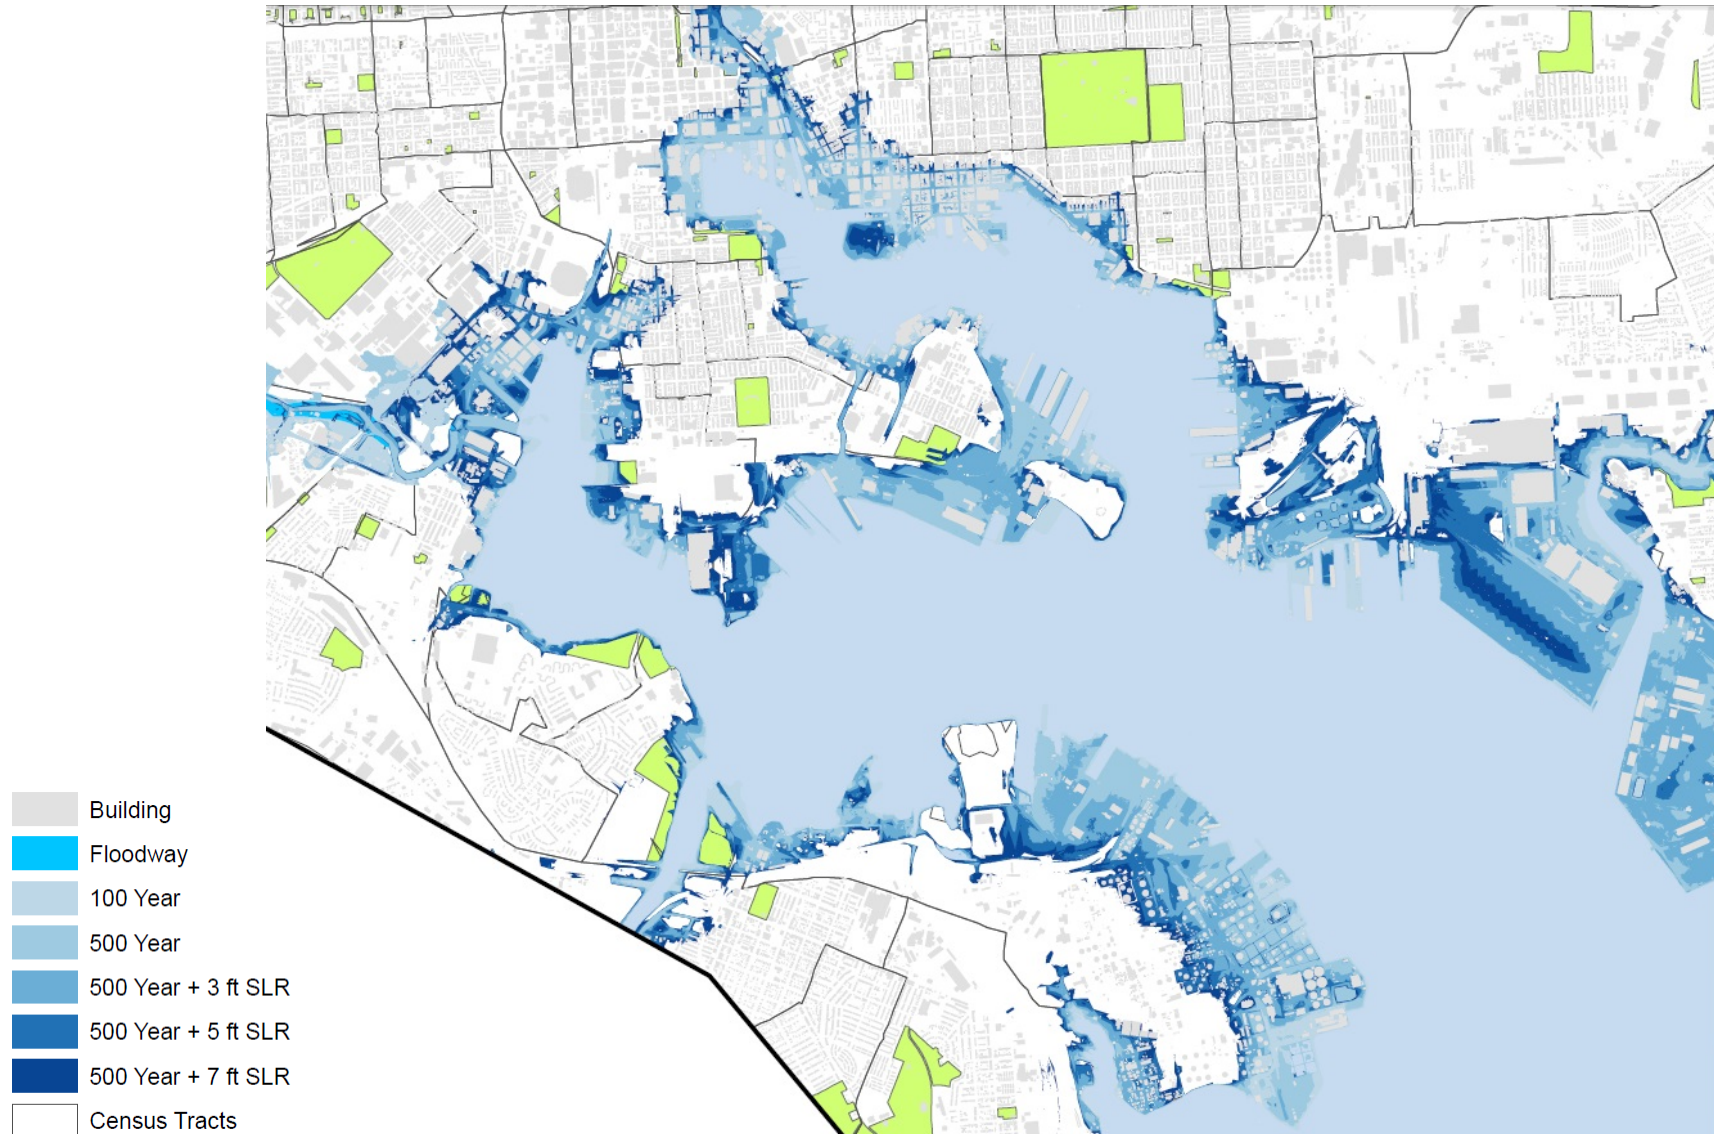 Building
Floodway
100 Year
500 Year
500 Year + 3 ft SLR
500 Year + 5 ft SLR
500 Year + 7 ft SLR
Census Tracts